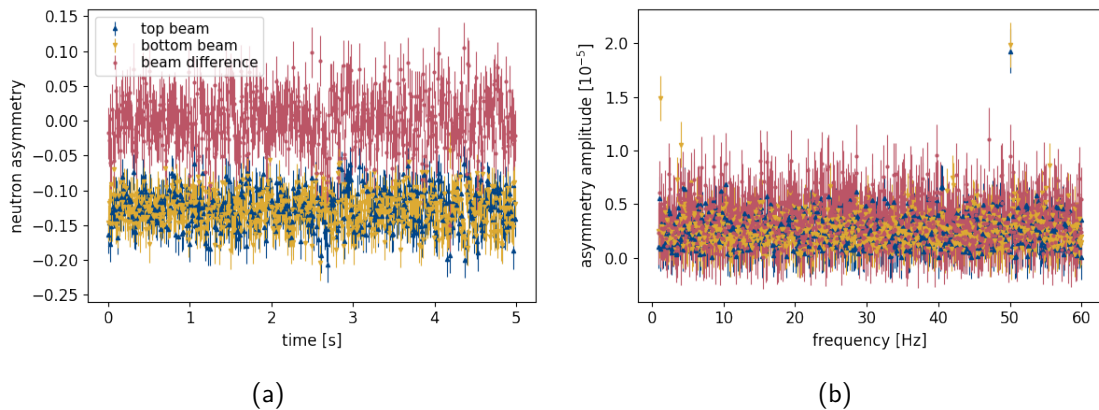 0.15
0.10
0.05
0.00
−0.05
−0.10
−0.15
−0.20
−0.25
neutron asymmetry
top beam
bottom beam
beam difference
0 1 2 3 4 5
time [s]
(a)
2.0
1.5
1.0
0.5
0.0
asymmetry amplitude [10⁻⁵]
0 10 20 30 40 50 60
frequency [Hz]
(b)